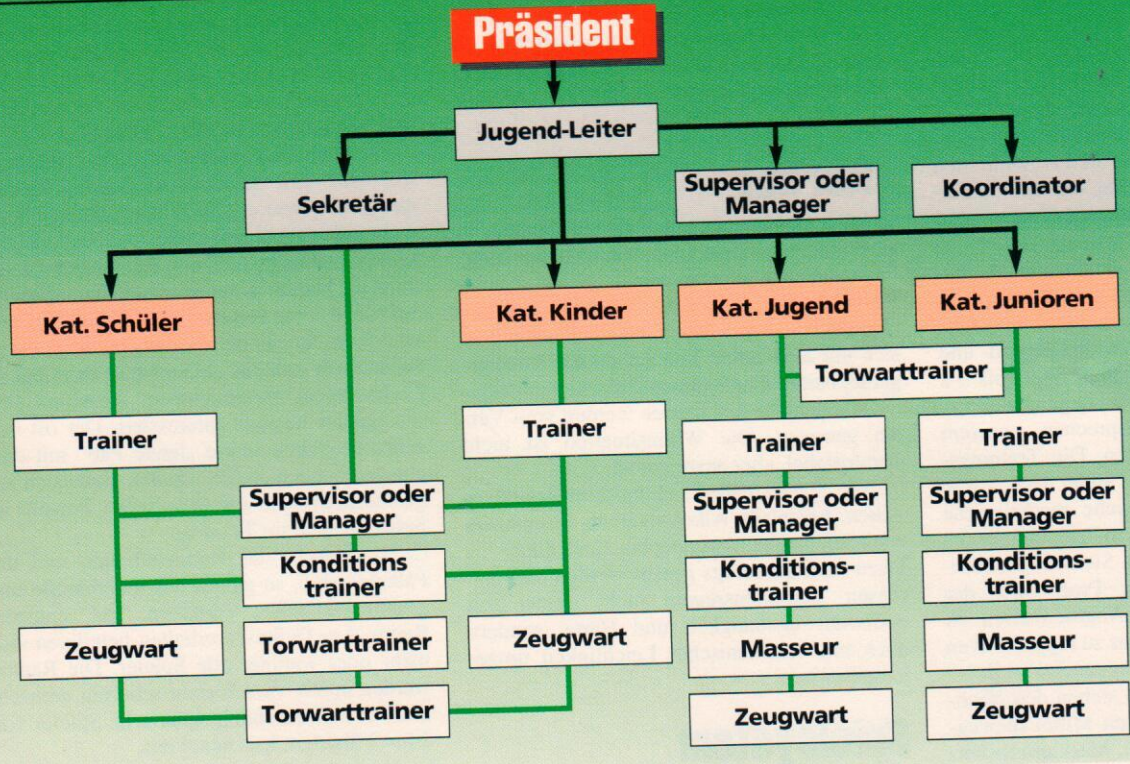 Präsident
Jugend-Leiter
Sekretär
Supervisor oder
Manager
Koordinator
Kat. Schüler
Kat. Kinder
Kat. Jugend
Kat. Junioren
Torwarttrainer
Trainer
Trainer
Trainer
Trainer
Supervisor oder
Manager
Supervisor oder
Manager
Supervisor oder
Manager
Konditions
trainer
Konditions-
trainer
Konditions-
trainer
Zeugwart
Torwarttrainer
Zeugwart
Masseur
Masseur
Torwarttrainer
Zeugwart
Zeugwart